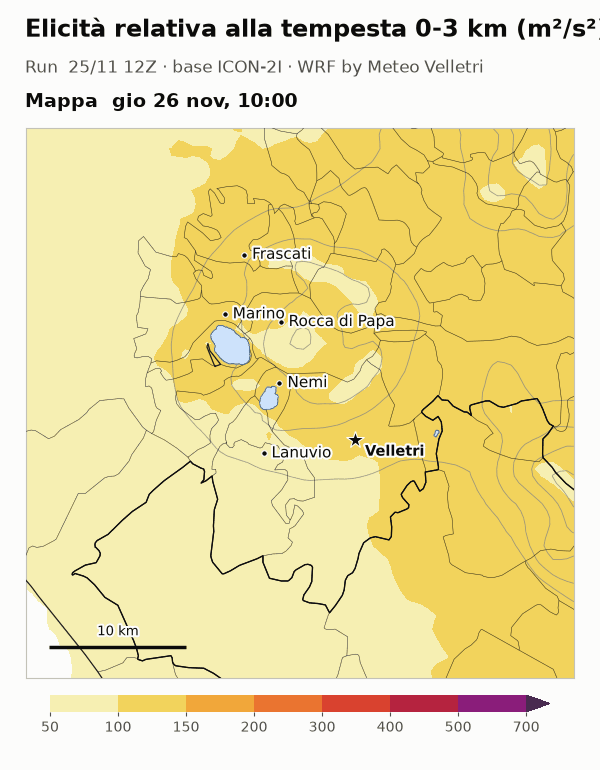 Elicità relativa alla tempesta 0-3 km (m²/s²)
Run 25/11 12Z · base ICON-2I · WRF by Meteo Velletri
Mappa gio 26 nov, 10:00
Frascati
Marino
Rocca di Papa
Nemi
Velletri
Lanuvio
10 km
50 100 150 200 300 400 500 700